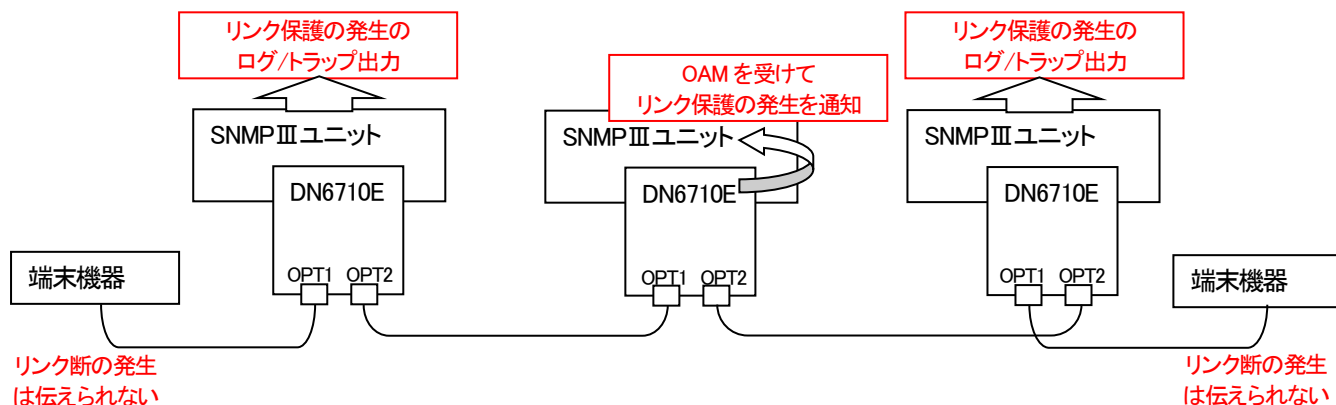 リンク保護の発生の
ログ/トラップ出力
OAM を受けて
リンク保護の発生を通知
リンク保護の発生の
ログ/トラップ出力
SNMPⅢユニット
SNMPⅢユニット
SNMPⅢユニット
DN6710E
DN6710E
DN6710E
端末機器
OPT1 OPT2
OPT1 OPT2
OPT1 OPT2
端末機器
リンク断の発生
は伝えられない
リンク断の発生
は伝えられない